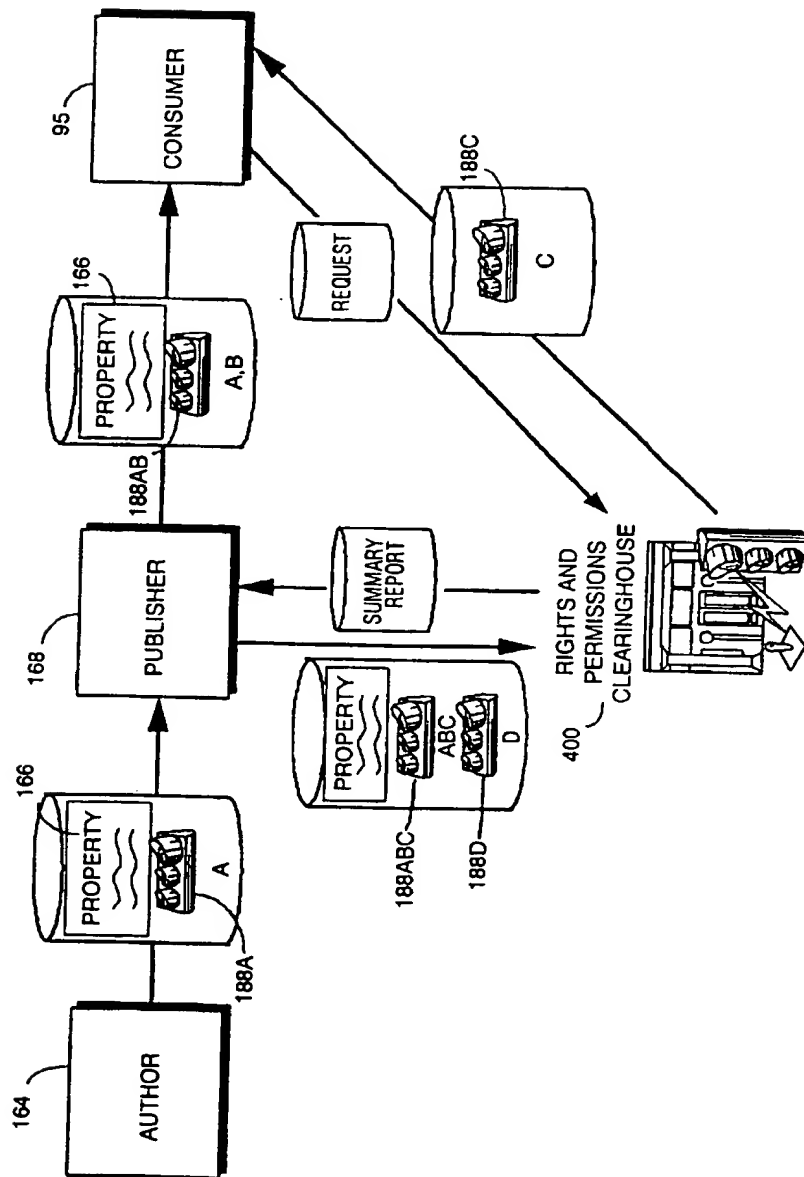 164
AUTHOR
166
PROPERTY
A
188A
168
PUBLISHER
166
PROPERTY
188AB
A,B
95
CONSUMER
PROPERTY
ABC
D
188ABC
188D
SUMMARY
REPORT
REQUEST
188C
C
RIGHTS AND
PERMISSIONS
CLEARINGHOUSE
400